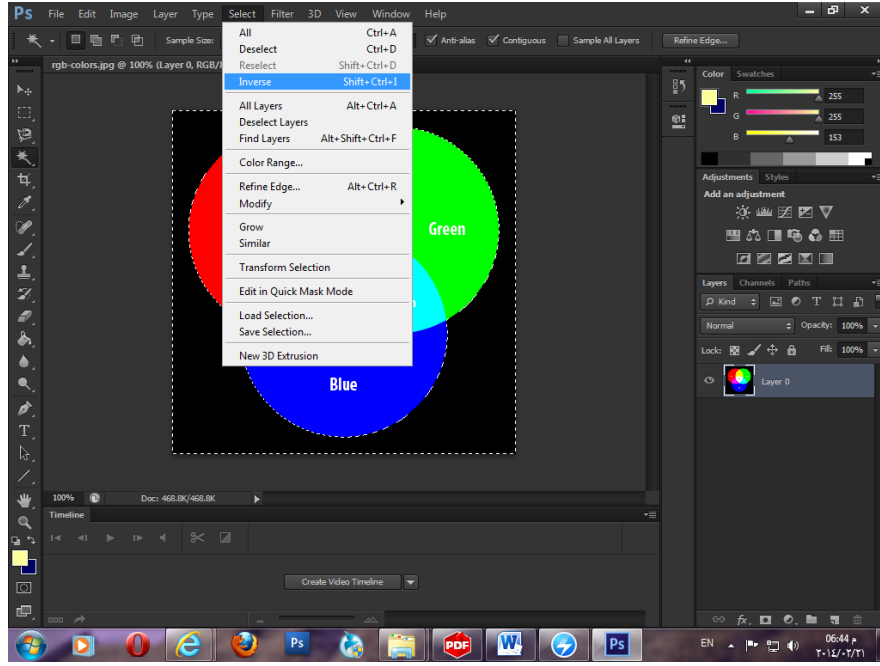 Ps File Edit Image Layer Type Select Filter 3D View Window Help
Sample Size: Anti-alias Contiguous Sample All Layers Refine Edge...
rgb-colors.jpg @ 100% (Layer 0, RGB/8
All Ctrl+A
Deselect Ctrl+D
Reselect Shift+Ctrl+D
Inverse Shift+Ctrl+I
All Layers Alt+Ctrl+A
Deselect Layers
Find Layers Alt+Shift+Ctrl+F
Color Range...
Refine Edge... Alt+Ctrl+R
Modify
Grow
Similar
Transform Selection
Edit in Quick Mask Mode
Load Selection...
Save Selection...
New 3D Extrusion
Green
Blue
Color Swatches
R 255
G 255
B 153
Adjustments Styles
Add an adjustment
Layers Channels Paths
Kind
Normal Opacity: 100%
Lock: Fill: 100%
Layer 0
100% Doc: 468.8K/468.8K
Timeline
Create Video Timeline
fx
Ps PDF W Ps EN 06:44 م
٢٠١٤/٠٢/٢١